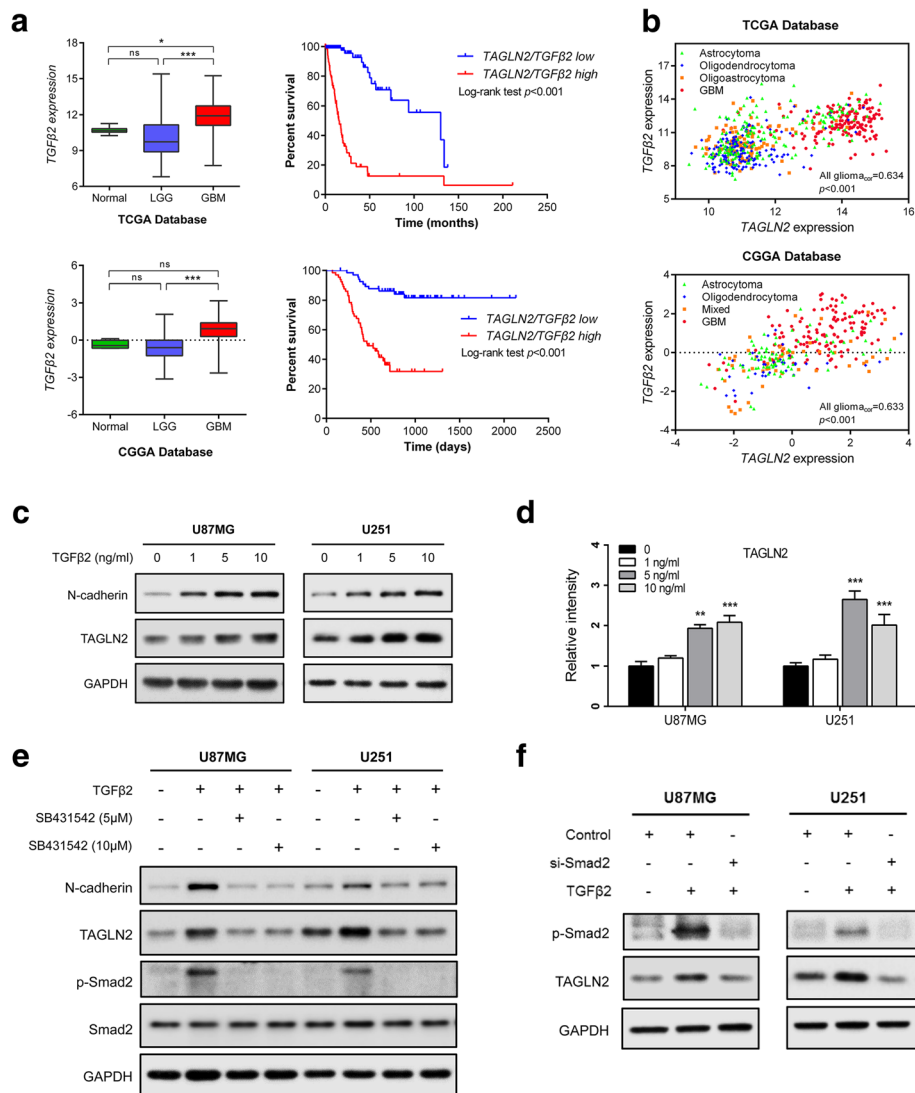 a
TGFβ2 expression
18
15
12
9
6
*
ns
***
Normal
LGG
GBM
TCGA Database
Percent survival
100
80
60
40
20
0
TAGLN2/TGFβ2 low
TAGLN2/TGFβ2 high
Log-rank test p<0.001
0
50
100
150
200
250
Time (months)
TGFβ2 expression
6
3
0
-3
-6
ns
ns
***
Normal
LGG
GBM
CGGA Database
Percent survival
100
80
60
40
20
0
TAGLN2/TGFβ2 low
TAGLN2/TGFβ2 high
Log-rank test p<0.001
0
500
1000
1500
2000
2500
Time (days)
b
TCGA Database
TGFβ2 expression
20
17
14
11
8
5
Astrocytoma
Oligodendrocytoma
Oligoastrocytoma
GBM
All gliomacor=0.634
p<0.001
10
12
14
16
TAGLN2 expression
CGGA Database
TGFβ2 expression
4
2
0
-2
-4
Astrocytoma
Oligodendrocytoma
Mixed
GBM
All gliomacor=0.633
p<0.001
-4
-2
0
2
4
TAGLN2 expression
c
U87MG
U251
TGFβ2 (ng/ml) 0 1 5 10 0 1 5 10
N-cadherin
TAGLN2
GAPDH
d
Relative intensity
4
3
2
1
0
0
1 ng/ml
5 ng/ml
10 ng/ml
TAGLN2
**
***
***
***
U87MG
U251
e
U87MG
U251
TGFβ2 - + + + - + + +
SB431542 (5μM) - - + - - - + -
SB431542 (10μM) - - - + - - - +
N-cadherin
TAGLN2
p-Smad2
Smad2
GAPDH
f
U87MG
U251
Control + + - + + -
si-Smad2 - - + - - +
TGFβ2 - + + - + +
p-Smad2
TAGLN2
GAPDH